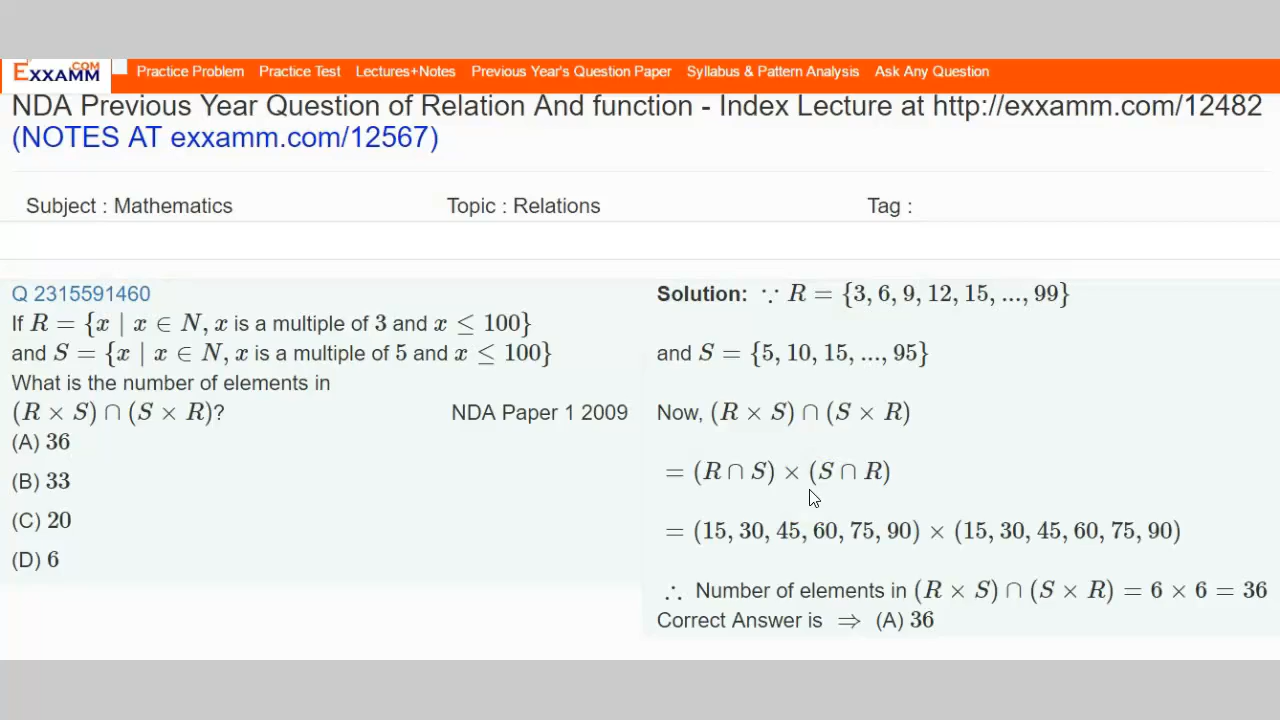 EXXAMM.COM Practice Problem Practice Test Lectures+Notes Previous Year's Question Paper Syllabus & Pattern Analysis Ask Any Question
NDA Previous Year Question of Relation And function - Index Lecture at http://exxamm.com/12482
(NOTES AT exxamm.com/12567)
Subject : Mathematics Topic : Relations Tag :
Q 2315591460
If R = {x | x ∈ N, x is a multiple of 3 and x ≤ 100}
and S = {x | x ∈ N, x is a multiple of 5 and x ≤ 100}
What is the number of elements in
(R × S) ∩ (S × R)? NDA Paper 1 2009
(A) 36
(B) 33
(C) 20
(D) 6
Solution: ∵ R = {3, 6, 9, 12, 15, ..., 99}
and S = {5, 10, 15, ..., 95}
Now, (R × S) ∩ (S × R)
= (R ∩ S) × (S ∩ R)
= (15, 30, 45, 60, 75, 90) × (15, 30, 45, 60, 75, 90)
∴ Number of elements in (R × S) ∩ (S × R) = 6 × 6 = 36
Correct Answer is ⇒ (A) 36